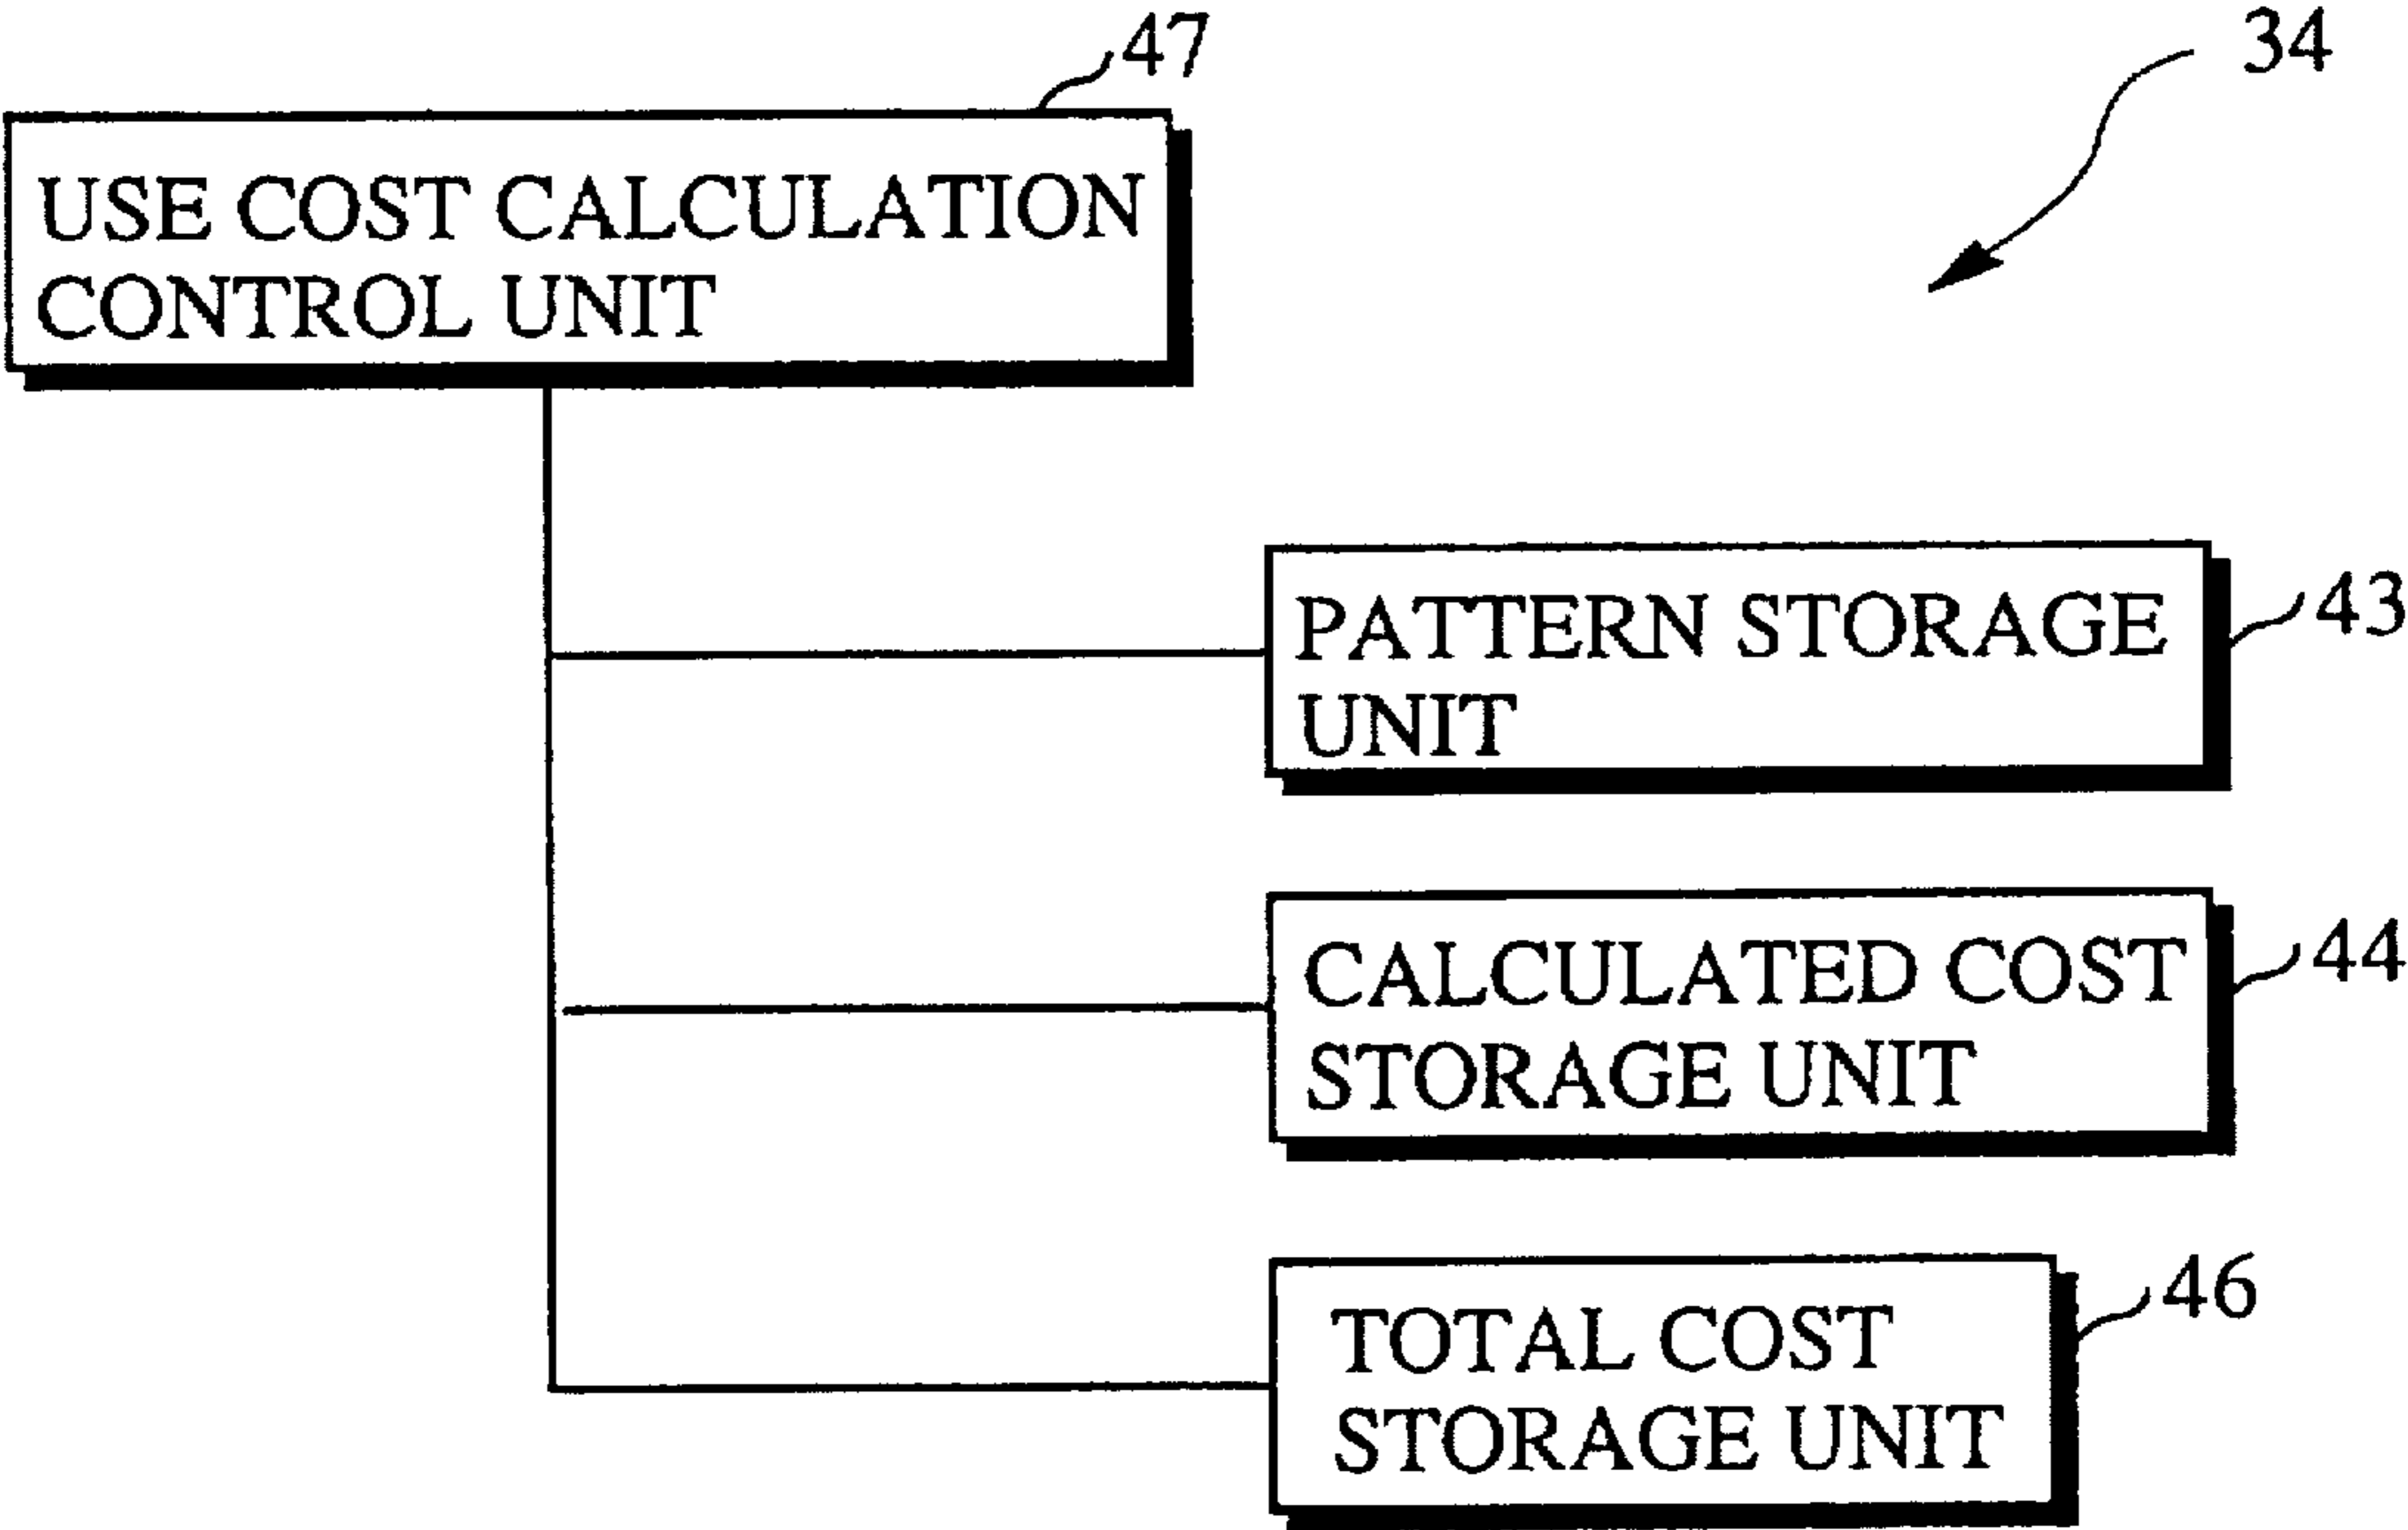 47
34
USE COST CALCULATION
CONTROL UNIT
PATTERN STORAGE
UNIT
43
CALCULATED COST
STORAGE UNIT
44
TOTAL COST
STORAGE UNIT
46